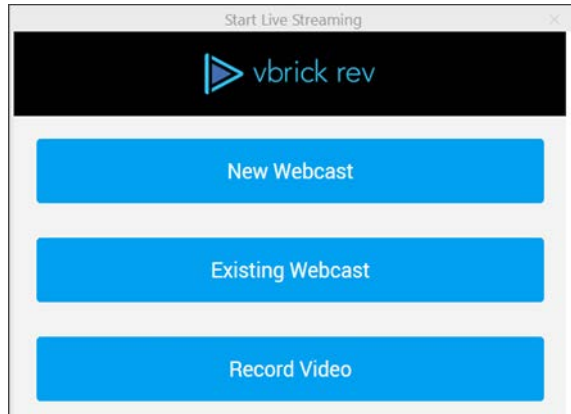 Start Live Streaming
vbrick rev
New Webcast
Existing Webcast
Record Video